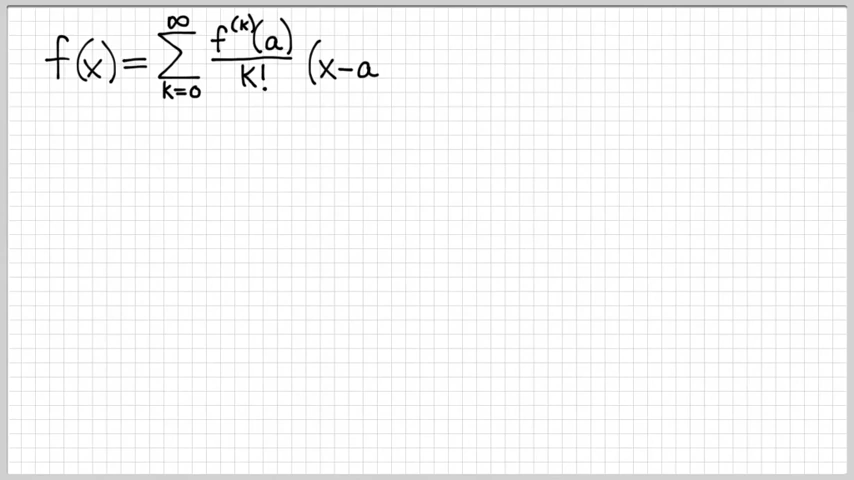 f(x) = ∑_{k=0}^{∞} f^{(k)}(a)/k! (x-a